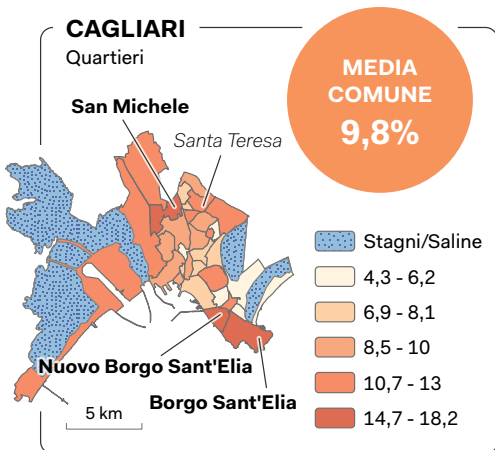 CAGLIARI
Quartieri
MEDIA
COMUNE
9,8%
San Michele
Santa Teresa
Stagni/Saline
4,3 - 6,2
6,9 - 8,1
8,5 - 10
10,7 - 13
14,7 - 18,2
Nuovo Borgo Sant'Elia
Borgo Sant'Elia
5 km